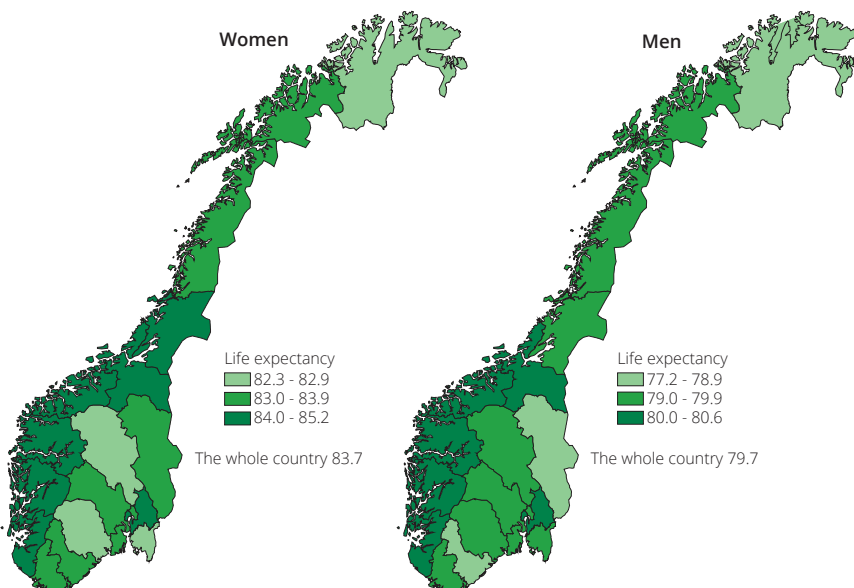 Women
Life expectancy
82.3 - 82.9
83.0 - 83.9
84.0 - 85.2
The whole country 83.7
Men
Life expectancy
77.2 - 78.9
79.0 - 79.9
80.0 - 80.6
The whole country 79.7